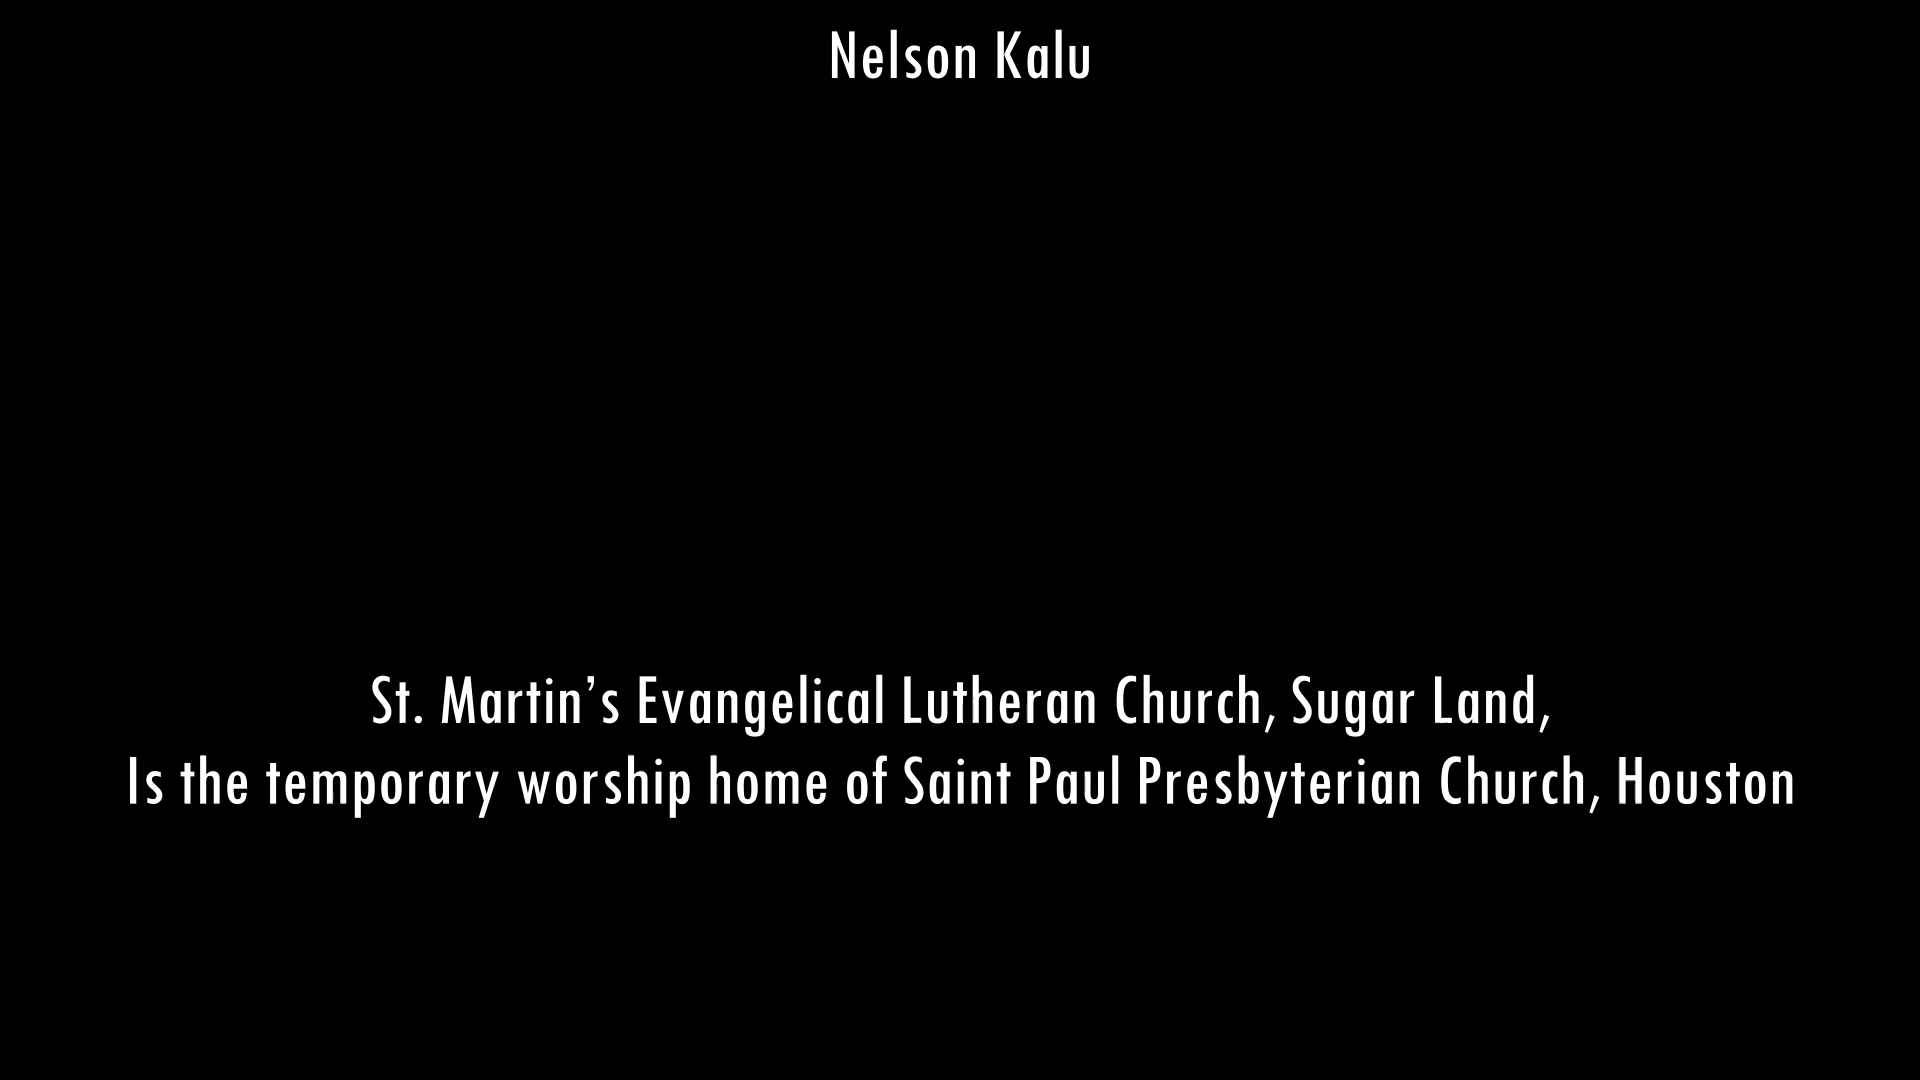 Nelson Kalu
St. Martin’s Evangelical Lutheran Church, Sugar Land,
Is the temporary worship home of Saint Paul Presbyterian Church, Houston